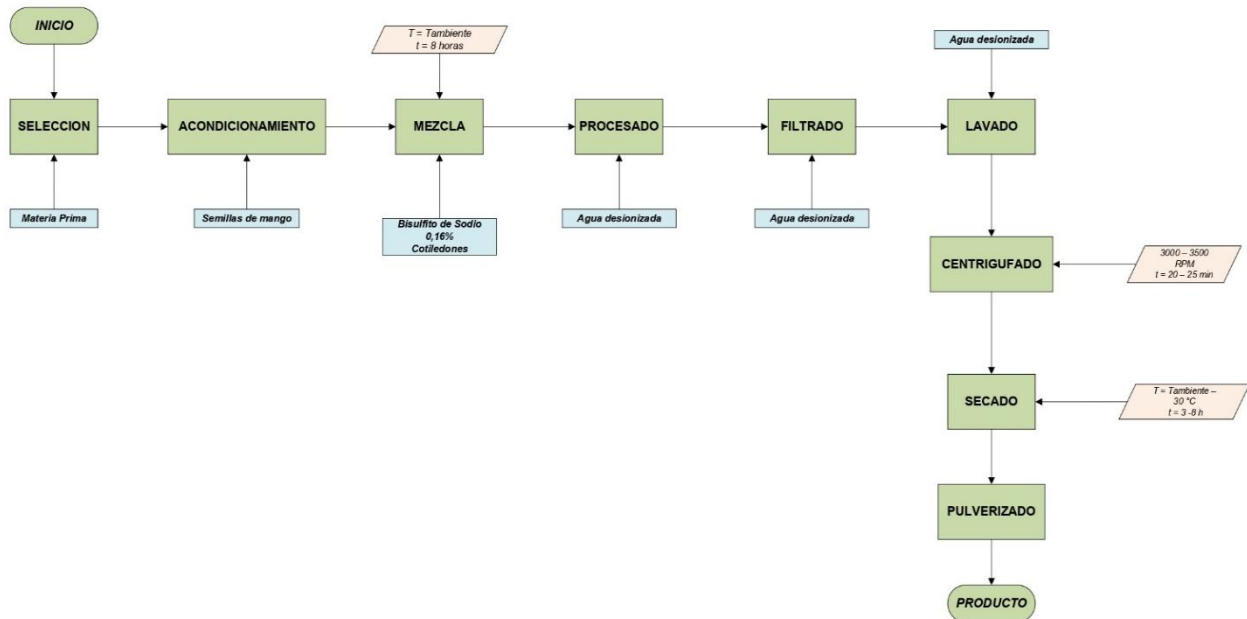 INICIO
T = Tambiente
t = 8 horas
Agua desionizada
SELECCION
ACONDICIONAMIENTO
MEZCLA
PROCESADO
FILTRADO
LAVADO
Materia Prima
Semillas de mango
Bisulfito de Sodio
0,16%
Cotiledones
Agua desionizada
Agua desionizada
CENTRIGUFADO
3000 – 3500
RPM
t = 20 – 25 min
SECADO
T = Tambiente –
30 °C
t = 3 -8 h
PULVERIZADO
PRODUCTO